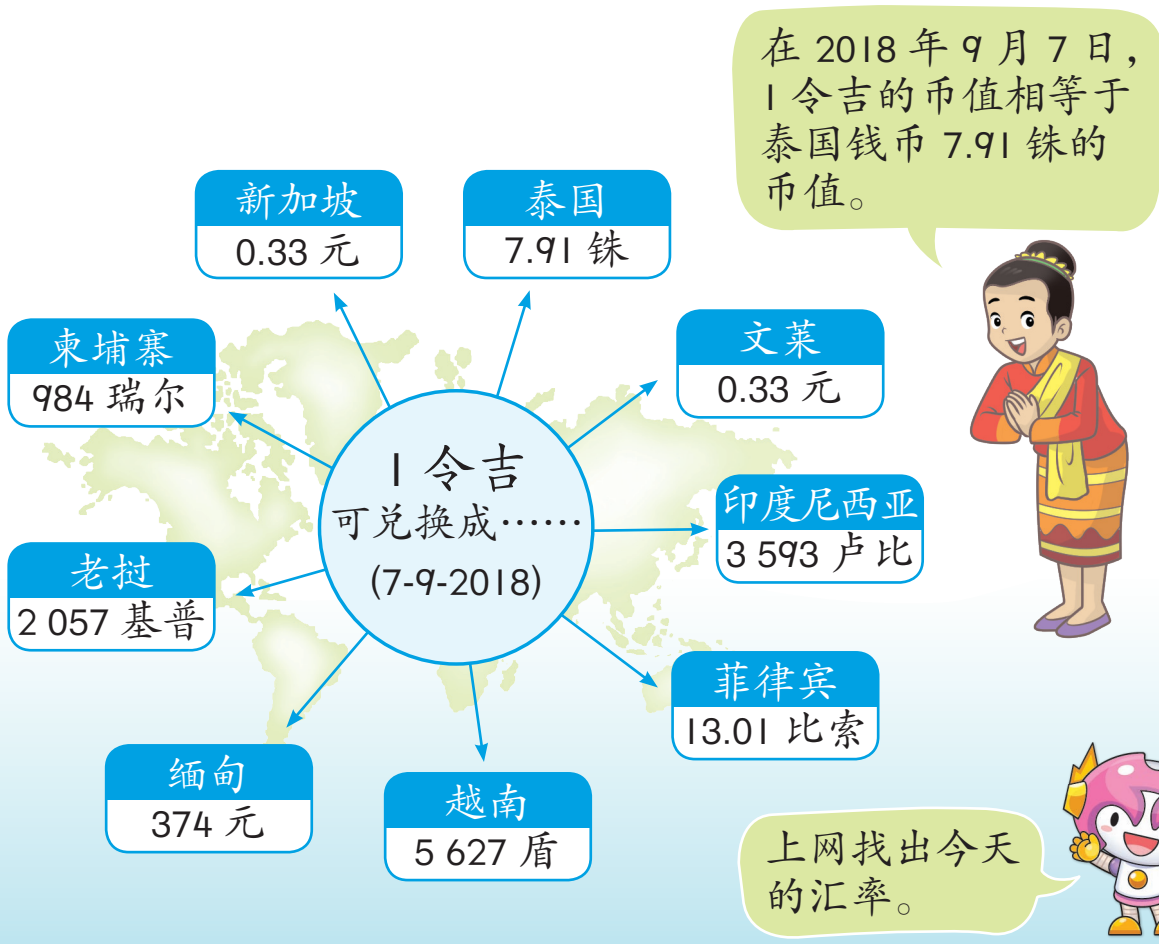 在 2018 年 9 月 7 日，
1 令吉的币值相等于
泰国钱币 7.91 铢的
币值。
新加坡
0.33 元
泰国
7.91 铢
柬埔寨
984 瑞尔
文莱
0.33 元
1 令吉
可兑换成……
(7-9-2018)
印度尼西亚
3 593 卢比
老挝
2 057 基普
菲律宾
13.01 比索
缅甸
374 元
越南
5 627 盾
上网找出今天
的汇率。